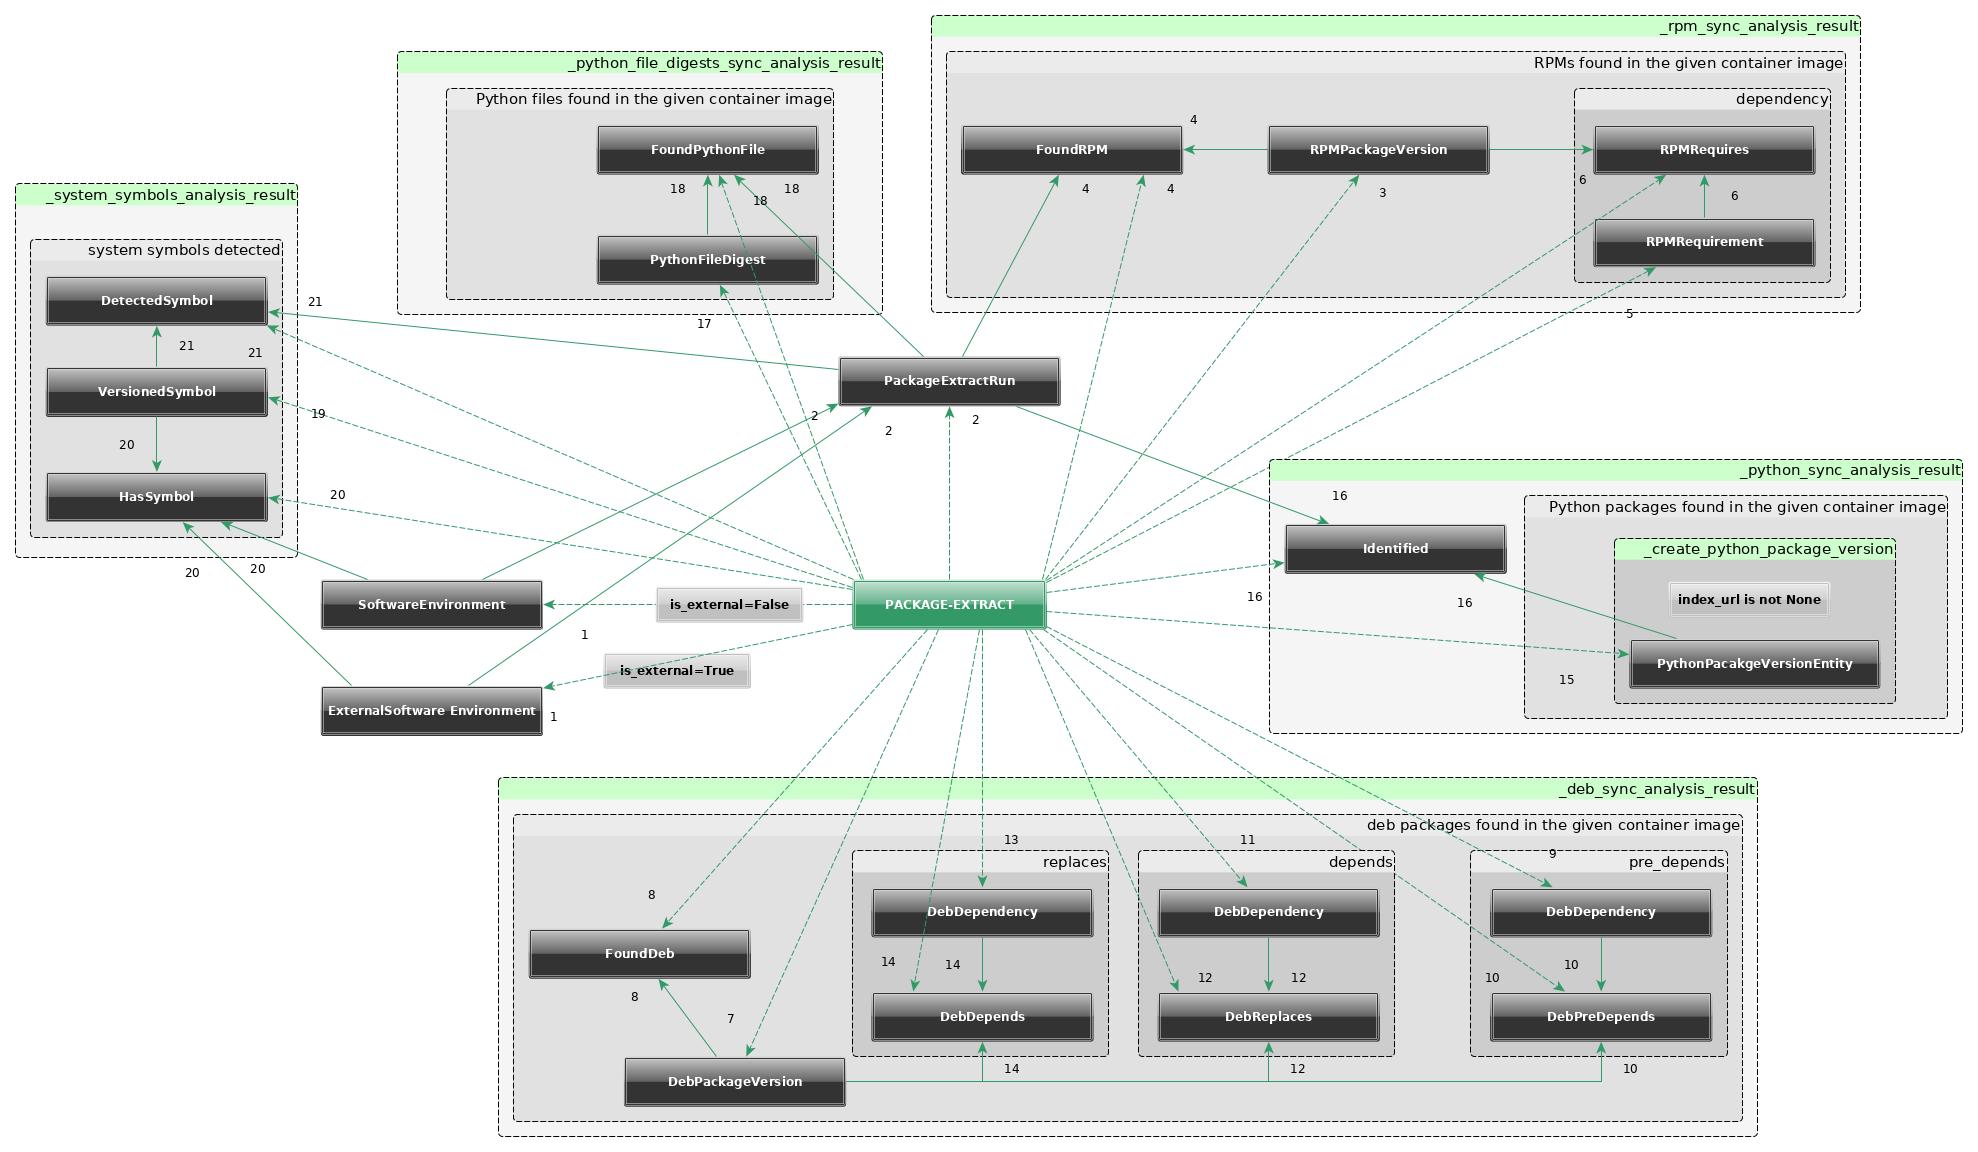 _rpm_sync_analysis_result
RPMs found in the given container image
dependency
FoundRPM
4
RPMPackageVersion
RPMRequires
6
4
4
3
6
RPMRequirement
5
_python_file_digests_sync_analysis_result
Python files found in the given container image
FoundPythonFile
18
18
18
PythonFileDigest
17
_system_symbols_analysis_result
system symbols detected
DetectedSymbol
21
21
21
VersionedSymbol
19
20
HasSymbol
20
20
20
PackageExtractRun
2
2
2
SoftwareEnvironment
is_external=False
PACKAGE-EXTRACT
1
is_external=True
ExternalSoftware Environment
1
_python_sync_analysis_result
16
Python packages found in the given container image
Identified
_create_python_package_version
index_url is not None
16
16
PythonPacakgeVersionEntity
15
_deb_sync_analysis_result
deb packages found in the given container image
13
11
9
replaces
depends
pre_depends
8
DebDependency
DebDependency
DebDependency
FoundDeb
14
14
12
12
10
10
8
7
DebDepends
DebReplaces
DebPreDepends
DebPackageVersion
14
12
10